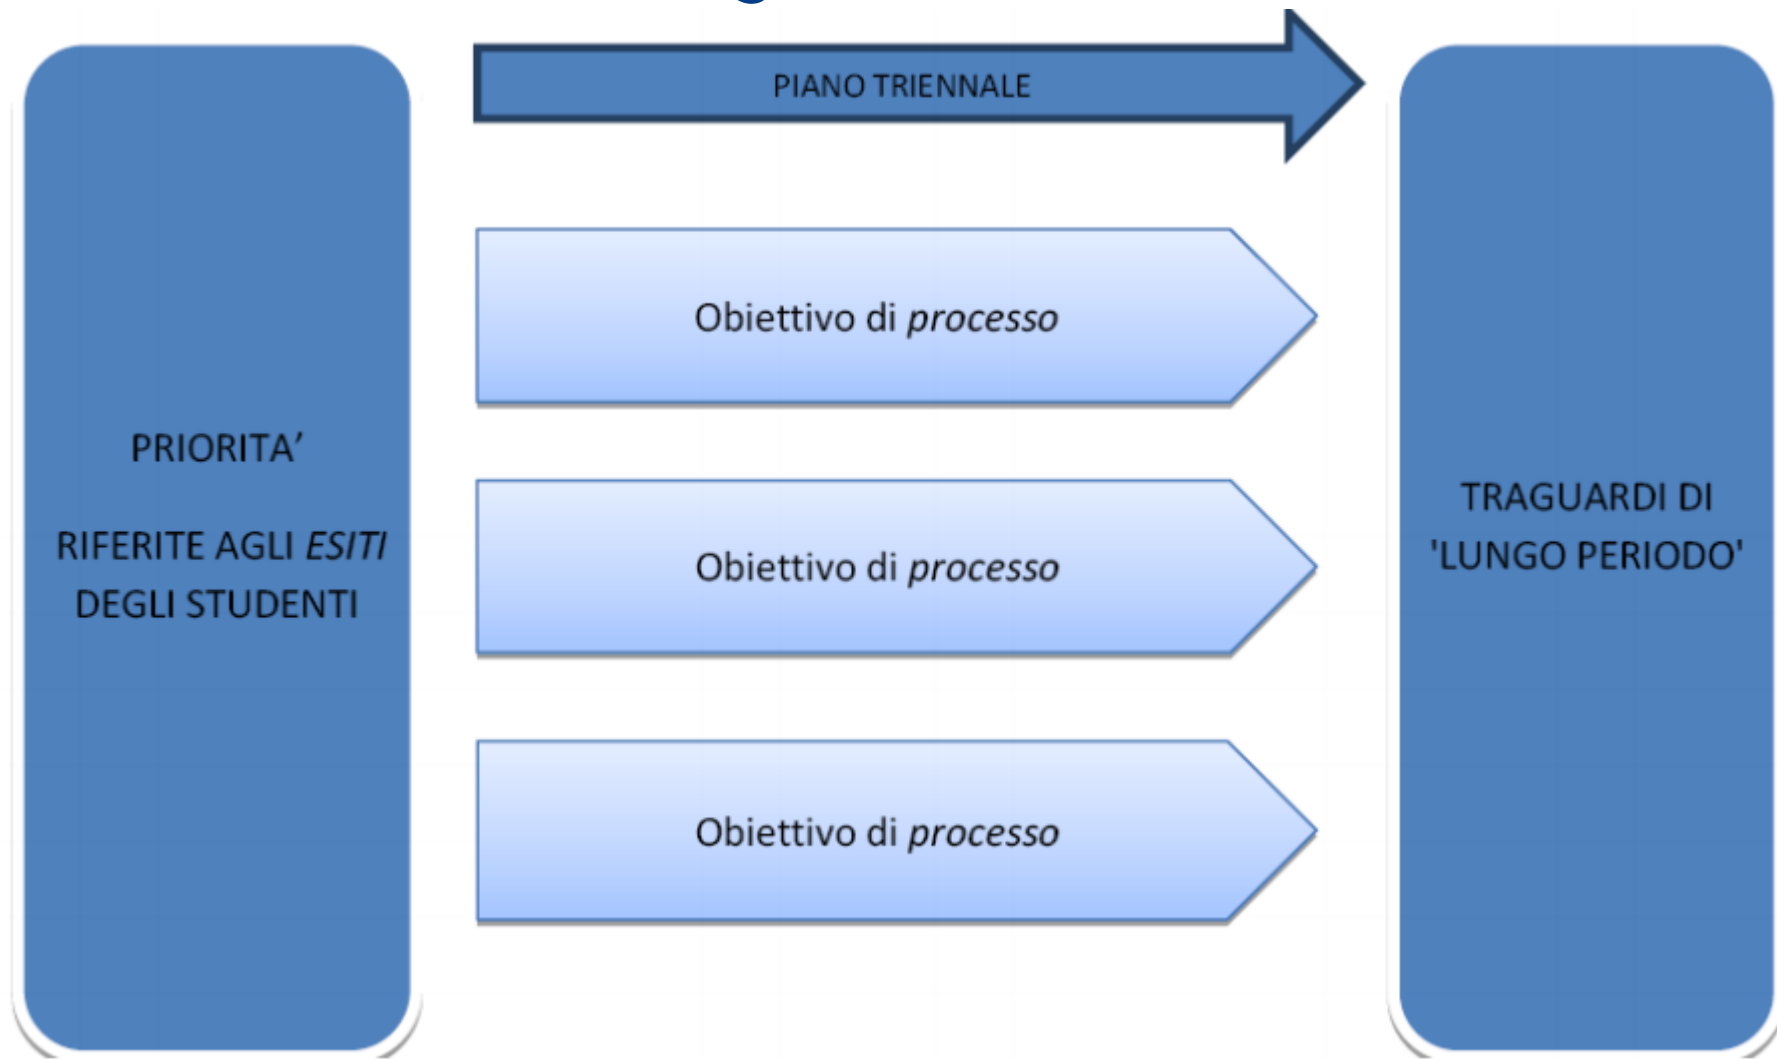 PIANO TRIENNALE
PRIORITA’
RIFERITE AGLI ESITI
DEGLI STUDENTI
Obiettivo di processo
Obiettivo di processo
Obiettivo di processo
TRAGUARDI DI
'LUNGO PERIODO'